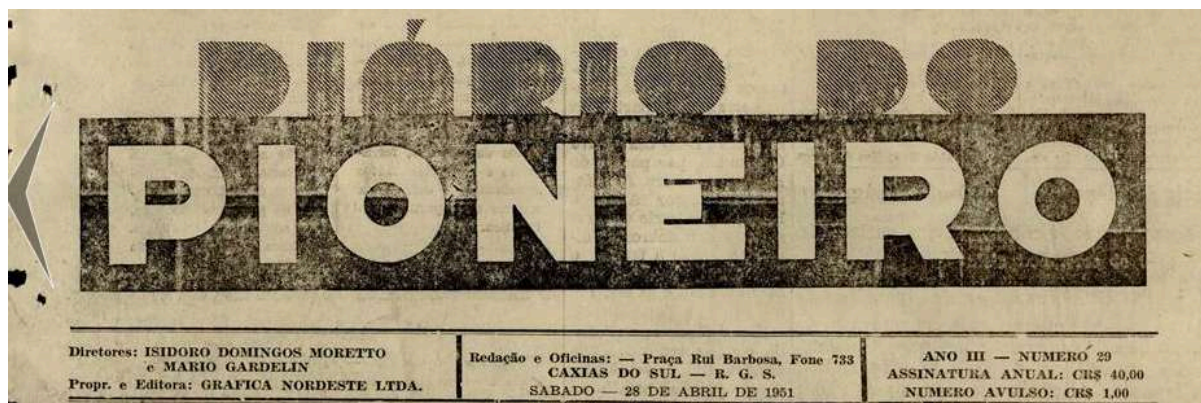 DIÁRIO DO
PIONEIRO
Diretores: ISIDORO DOMINGOS MORETTO
e MARIO GARDELIN
Propr. e Editora: GRAFICA NORDESTE LTDA.
Redação e Oficinas: — Praça Rui Barbosa, Fone 733
CAXIAS DO SUL — R. G. S.
SABADO — 28 DE ABRIL DE 1951
ANO III — NUMERO 29
ASSINATURA ANUAL: CR$ 40,00
NUMERO AVULSO: CR$ 1,00